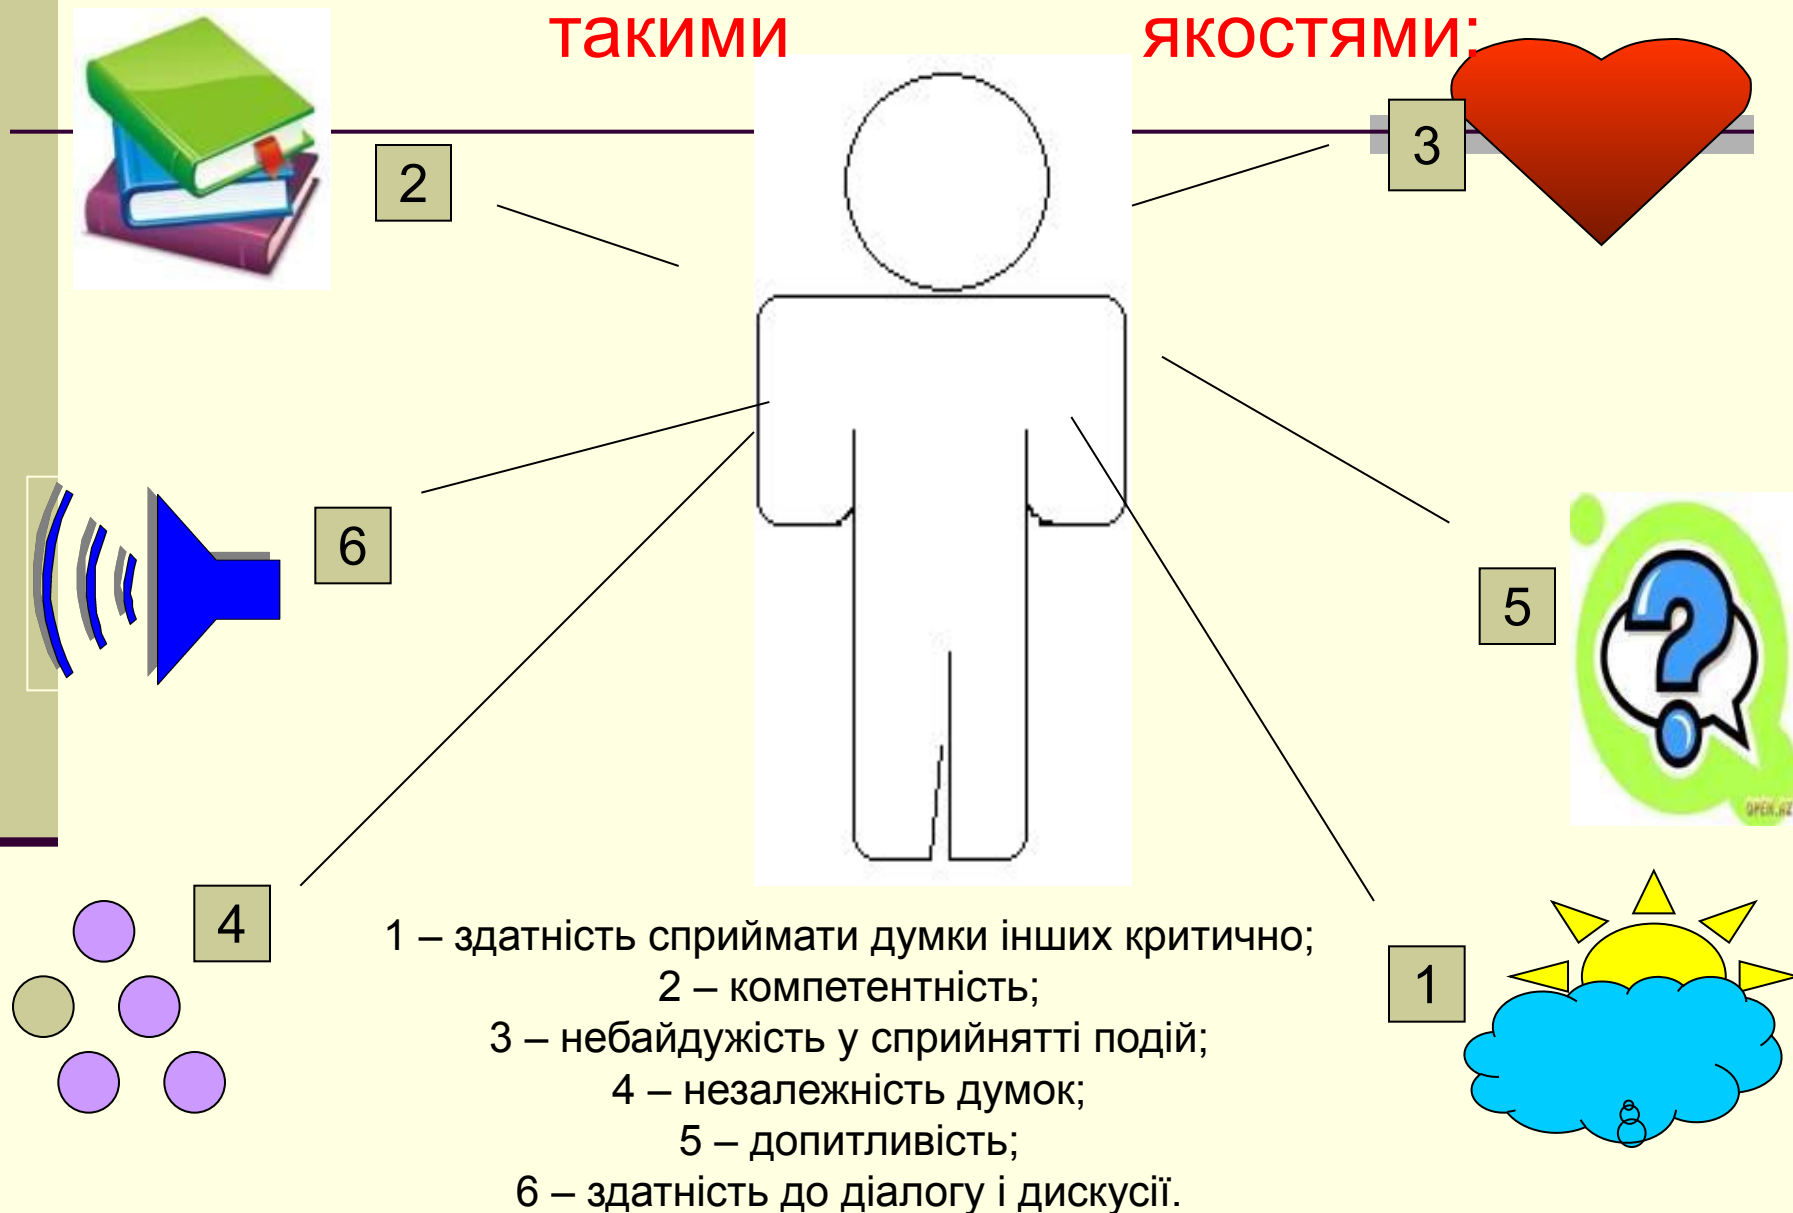 такими якостями:
2
3
6
5
4
1
1 – здатність сприймати думки інших критично;
2 – компетентність;
3 – небайдужість у сприйнятті подій;
4 – незалежність думок;
5 – допитливість;
6 – здатність до діалогу і дискусії.